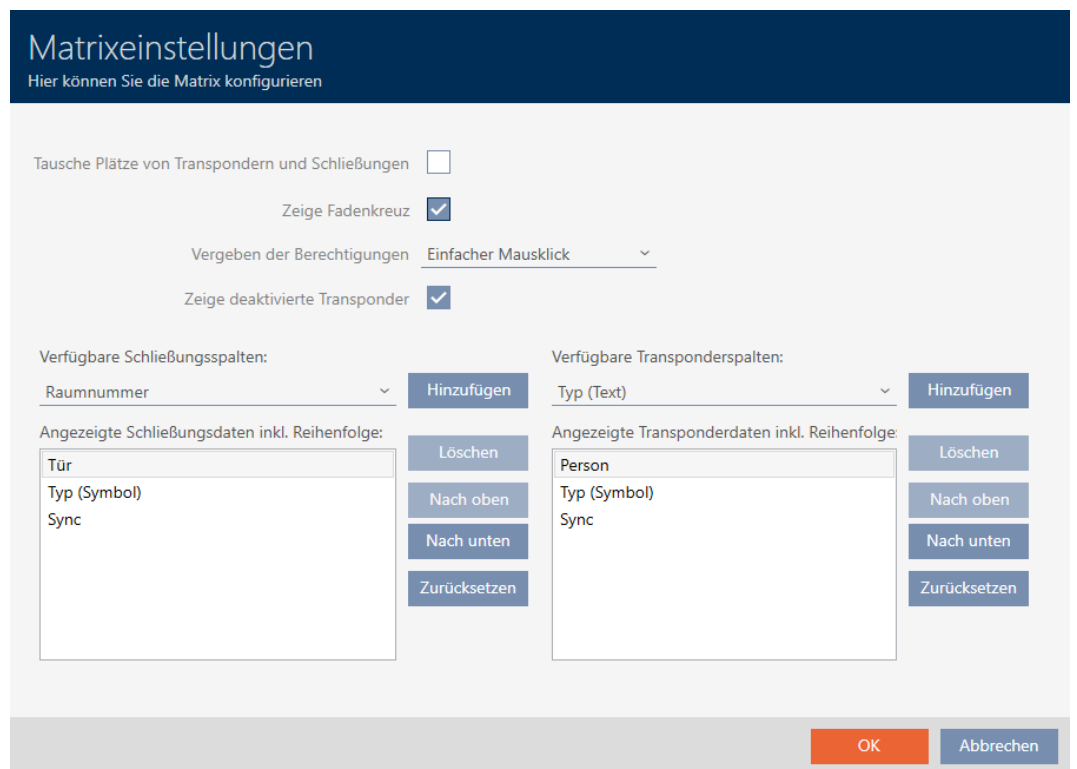 Matrixeinstellungen
Hier können Sie die Matrix konfigurieren
Tausche Plätze von Transpondern und Schließungen
Zeige Fadenkreuz
Vergeben der Berechtigungen Einfacher Mausklick
Zeige deaktivierte Transponder
Verfügbare Schließungsspalten:
Raumnummer Hinzufügen
Angezeigte Schließungsdaten inkl. Reihenfolge:
Tür
Typ (Symbol)
Sync
Löschen
Nach oben
Nach unten
Zurücksetzen
Verfügbare Transponderspalten:
Typ (Text) Hinzufügen
Angezeigte Transponderdaten inkl. Reihenfolge:
Person
Typ (Symbol)
Sync
Löschen
Nach oben
Nach unten
Zurücksetzen
OK Abbrechen